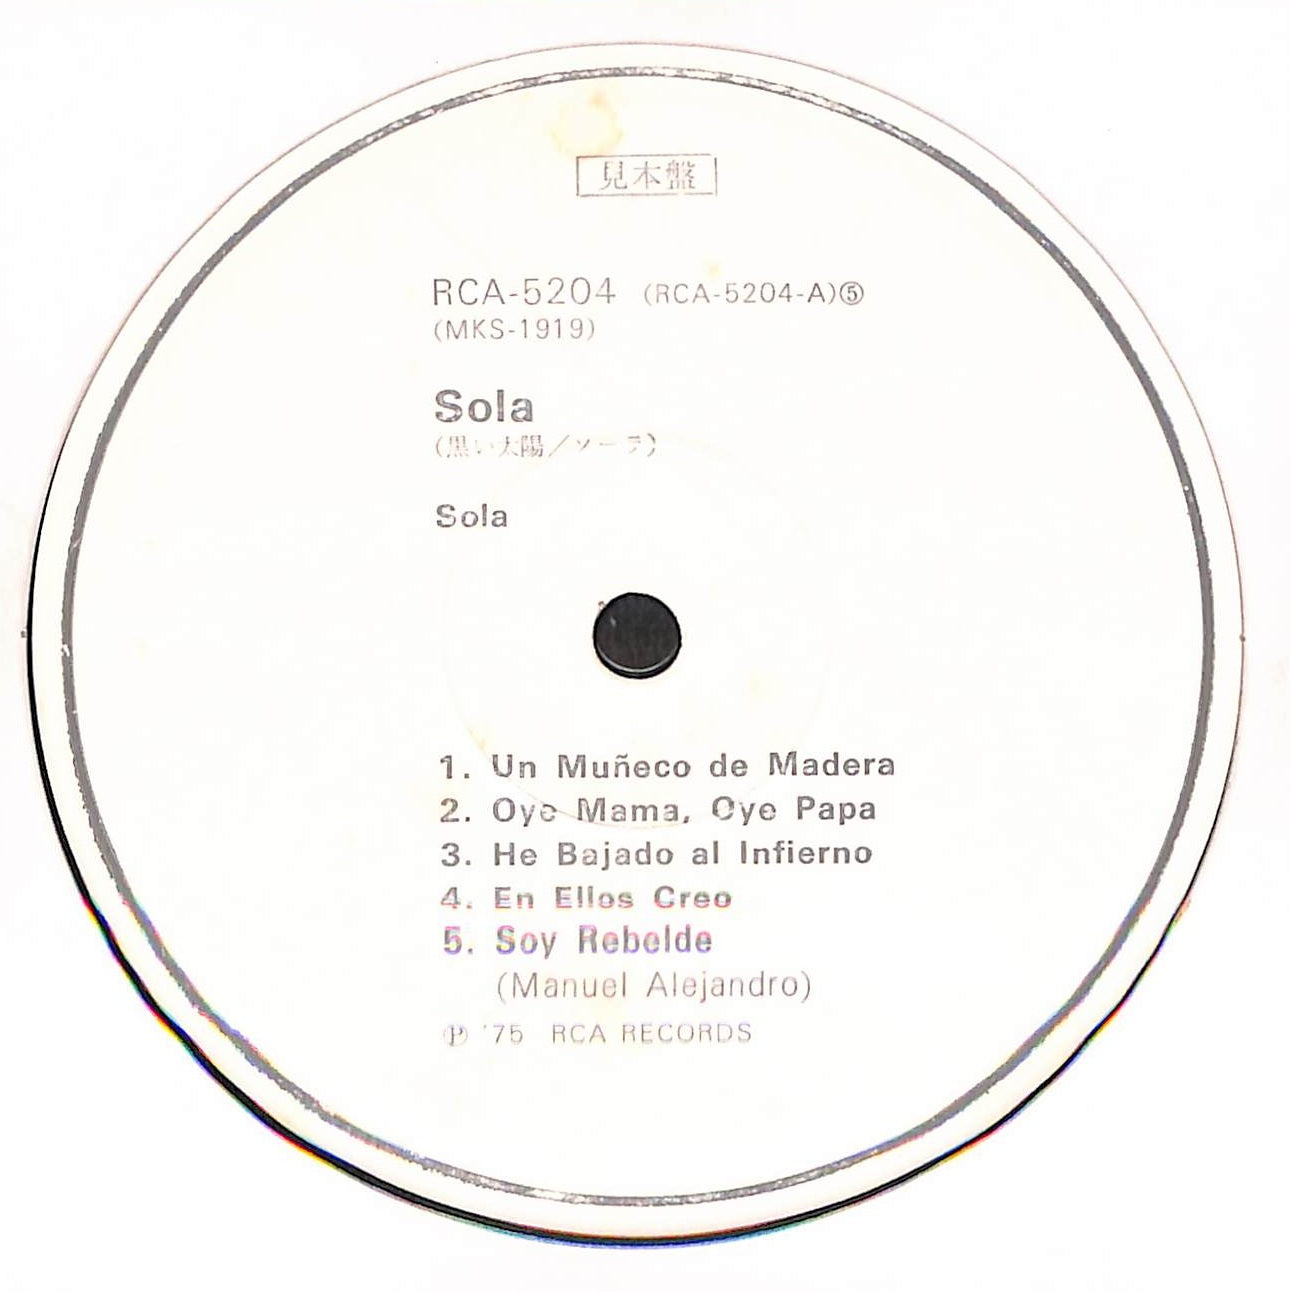 見本盤
RCA-5204 (RCA-5204-A)⑤
(MKS-1919)
Sola
(黒い太陽/ソーラ)
Sola
1. Un Muñeco de Madera
2. Oye Mama, Oye Papa
3. He Bajado al Infierno
4. En Ellos Creo
5. Soy Rebelde
(Manuel Alejandro)
Ⓟ '75 RCA RECORDS